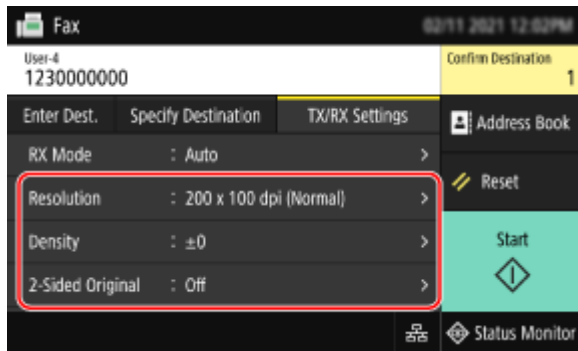 Fax
02/11 2021 12:02PM
User-4
1230000000
Confirm Destination
1
Enter Dest.
Specify Destination
TX/RX Settings
Address Book
RX Mode : Auto
Resolution : 200 x 100 dpi (Normal)
Density : ±0
2-Sided Original : Off
Reset
Start
Status Monitor